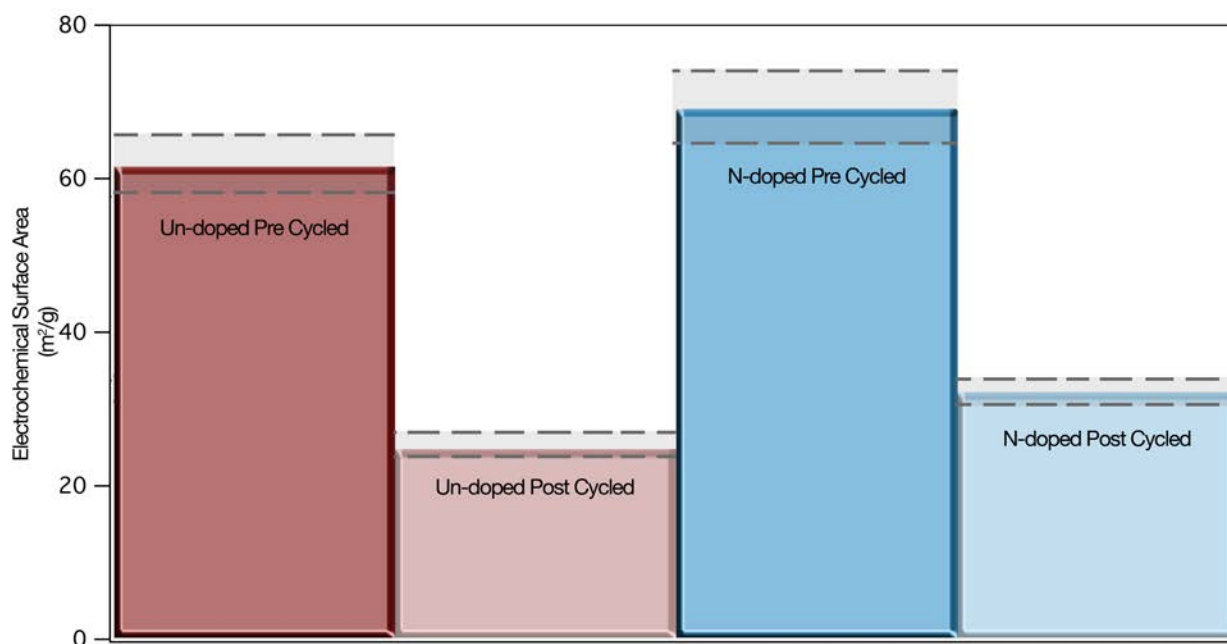 80
60
40
20
0
Electrochemical Surface Area
(m²/g)
Un-doped Pre Cycled
Un-doped Post Cycled
N-doped Pre Cycled
N-doped Post Cycled